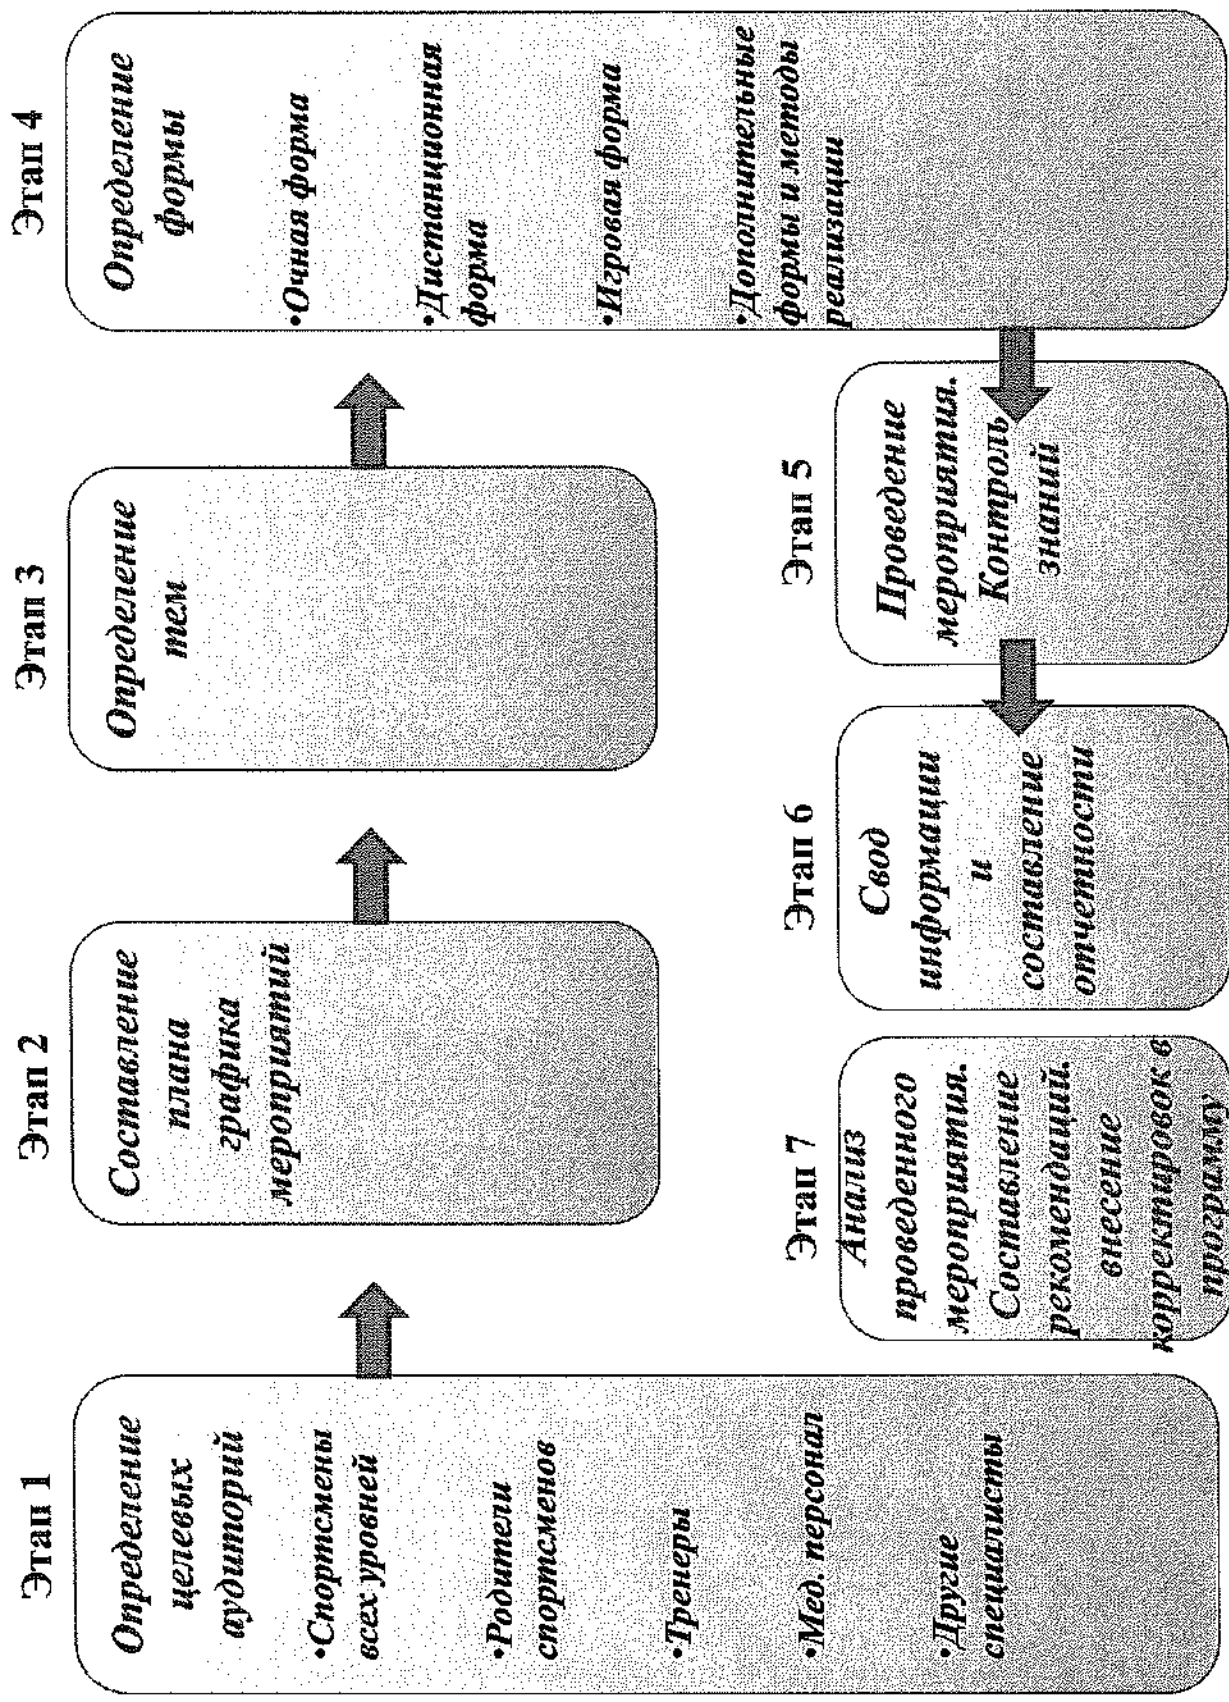 Этап 1
Определение
целевых
аудиторий
•Спортсмены
всех уровней
•Родители
спортсменов
•Тренеры
•Мед. персонал
•Другие
специалисты
Этап 2
Составление
плана
графика
мероприятий
Этап 3
Определение
тем
Этап 4
Определение
формы
•Очная форма
•Дистанционная
форма
•Игровая форма
•Дополнительные
формы и методы
реализации
Этап 5
Проведение
мероприятия.
Контроль
знаний
Этап 6
Свод
информации
и
составление
отчетности
Этап 7
Анализ
проведенного
мероприятия.
Составление
рекомендаций.
внесение
корректировок в
программу